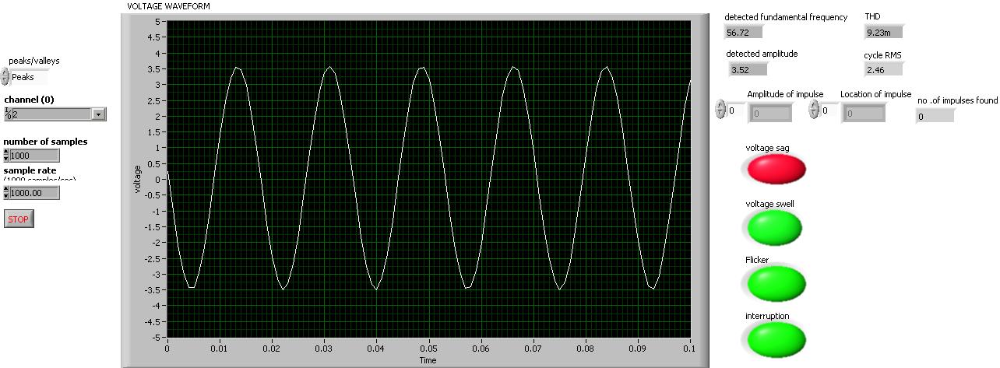 VOLTAGE WAVEFORM
peaks/valleys
Peaks
channel (0)
2
number of samples
1000
sample rate
(1000 samples/sec)
1000.00
STOP
voltage
5
4.5
4
3.5
3
2.5
2
1.5
1
0.5
0
-0.5
-1
-1.5
-2
-2.5
-3
-3.5
-4
-4.5
-5
0
0.01
0.02
0.03
0.04
0.05
0.06
0.07
0.08
0.09
0.1
Time
detected fundamental frequency
THD
56.72
9.23m
detected amplitude
cycle RMS
3.52
2.46
Amplitude of impulse
Location of impulse
no .of impulses found
0
0
0
0
0
voltage sag
voltage swell
Flicker
interruption